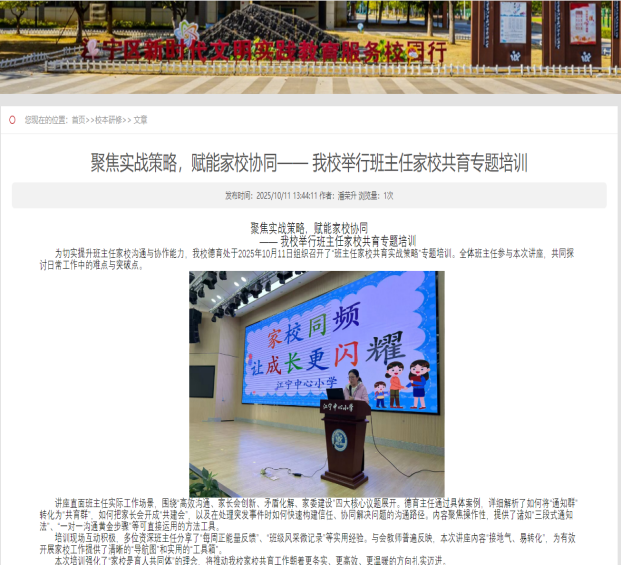 江宁区新时代文明实践教育服务校园行
您现在的位置：首页>>校本研修>> 文章
聚焦实战策略，赋能家校协同—— 我校举行班主任家校共育专题培训
发布时间：2025/10/11 13:44:11 作者：潘荣升 浏览量：1次
聚焦实战策略，赋能家校协同
—— 我校举行班主任家校共育专题培训
为切实提升班主任家校沟通与协作能力，我校德育处于2025年10月11日组织召开了“班主任家校共育实战策略”专题培训。全体班主任参与本次讲座，共同探
讨日常工作中的难点与突破点。
家校同频
让成长更闪耀
江宁中心小学
江宁中心小学
讲座直面班主任实际工作场景，围绕“高效沟通、家长会创新、矛盾化解、家委建设”四大核心议题展开。德育主任通过具体案例，详细解析了如何将“通知群”
转化为“共育群”，如何把家长会开成“共建会”，以及在处理突发事件时如何快速构建信任、协同解决问题的沟通路径。内容聚焦操作性，提供了诸如“三段式通知
法”、“一对一沟通黄金步骤”等可直接运用的方法工具。
培训现场互动积极，多位资深班主任分享了“每周正能量反馈”、“班级风采微记录”等实用经验。与会教师普遍反映，本次讲座内容“接地气、易转化”，为有效
开展家校工作提供了清晰的“导航图”和实用的“工具箱”。
本次培训强化了“家校是育人共同体”的理念，将推动我校家校共育工作朝着更务实、更高效、更温暖的方向扎实迈进。